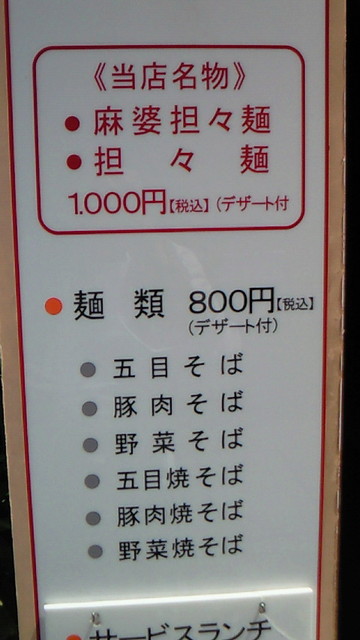 《当店名物》
● 麻婆担々麺
● 担々麺
1.000円【税込】(デザート付
● 麺類 800円【税込】
(デザート付)
● 五目そば
● 豚肉そば
● 野菜そば
● 五目焼そば
● 豚肉焼そば
● 野菜焼そば
● サービスランチ